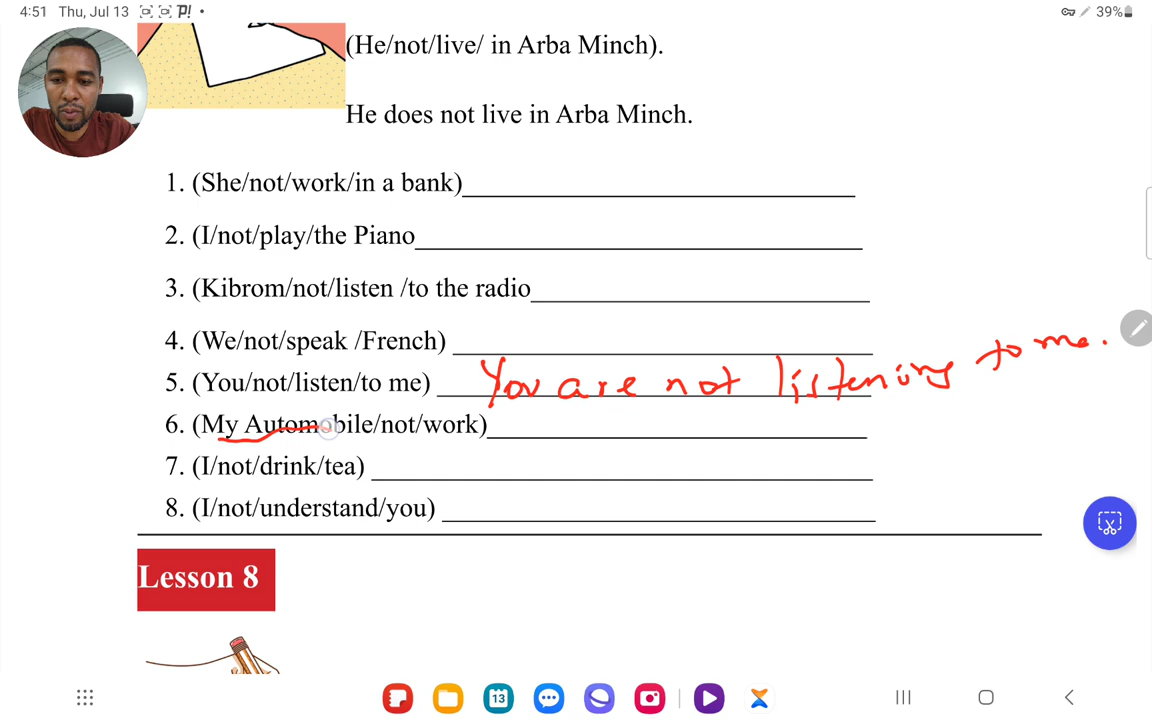 4:51 Thu, Jul 13 P! •
39%
(He/not/live/ in Arba Minch).
He does not live in Arba Minch.
1. (She/not/work/in a bank)
2. (I/not/play/the Piano
3. (Kibrom/not/listen /to the radio
4. (We/not/speak /French)
5. (You/not/listen/to me) You are not listening to me.
6. (My Automobile/not/work)
7. (I/not/drink/tea)
8. (I/not/understand/you)
Lesson 8
13